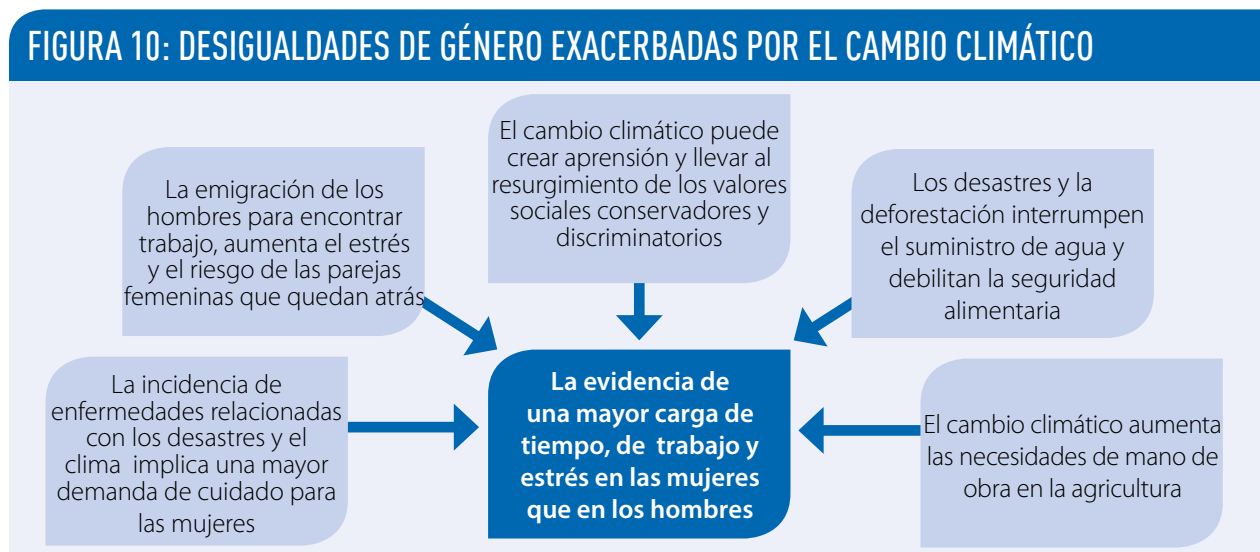 FIGURA 10: DESIGUALDADES DE GÉNERO EXACERBADAS POR EL CAMBIO CLIMÁTICO
La emigración de los
hombres para encontrar
trabajo, aumenta el estrés
y el riesgo de las parejas
femeninas que quedan atrás
El cambio climático puede
crear aprensión y llevar al
resurgimiento de los valores
sociales conservadores y
discriminatorios
Los desastres y la
deforestación interrumpen
el suministro de agua y
debilitan la seguridad
alimentaria
La incidencia de
enfermedades relacionadas
con los desastres y el
clima implica una mayor
demanda de cuidado para
las mujeres
La evidencia de
una mayor carga de
tiempo, de trabajo y
estrés en las mujeres
que en los hombres
El cambio climático aumenta
las necesidades de mano de
obra en la agricultura